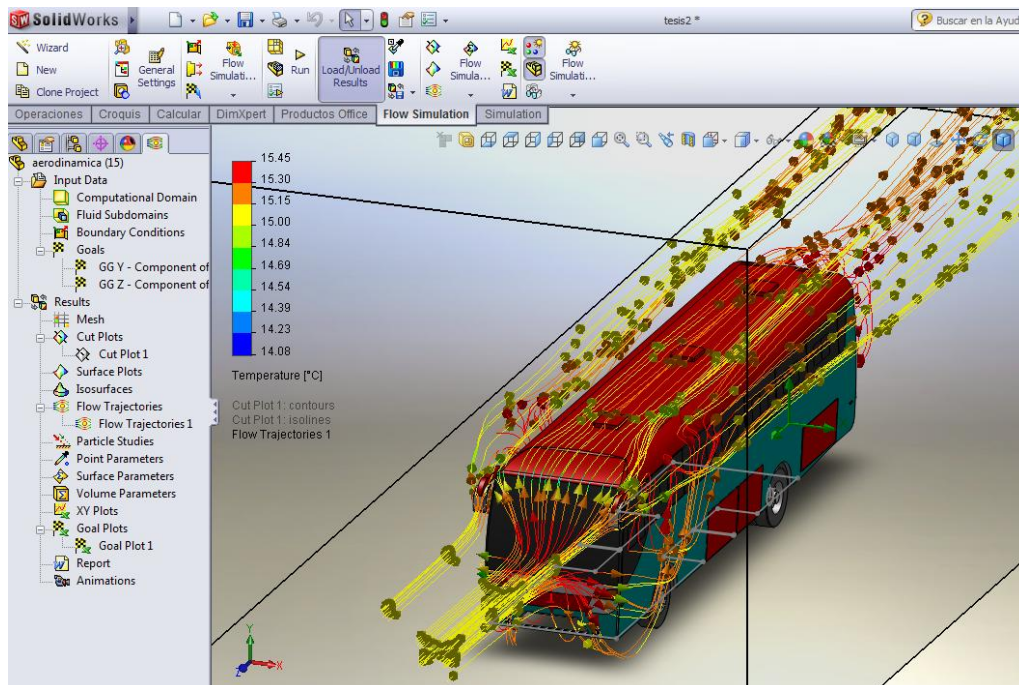 SolidWorks
tesis2 *
Buscar en la Ayud
Wizard
New
Clone Project
General Settings
Flow Simulati...
Run
Load/Unload Results
Flow Simula...
Flow Simulati...
Operaciones
Croquis
Calcular
DimXpert
Productos Office
Flow Simulation
Simulation
aerodinamica (15)
Input Data
Computational Domain
Fluid Subdomains
Boundary Conditions
Goals
GG Y - Component of
GG Z - Component of
Results
Mesh
Cut Plots
Cut Plot 1
Surface Plots
Isosurfaces
Flow Trajectories
Flow Trajectories 1
Particle Studies
Point Parameters
Surface Parameters
Volume Parameters
XY Plots
Goal Plots
Goal Plot 1
Report
Animations
15.45
15.30
15.15
15.00
14.84
14.69
14.54
14.39
14.23
14.08
Temperature [°C]
Cut Plot 1: contours
Cut Plot 1: isolines
Flow Trajectories 1
Y
X
Z